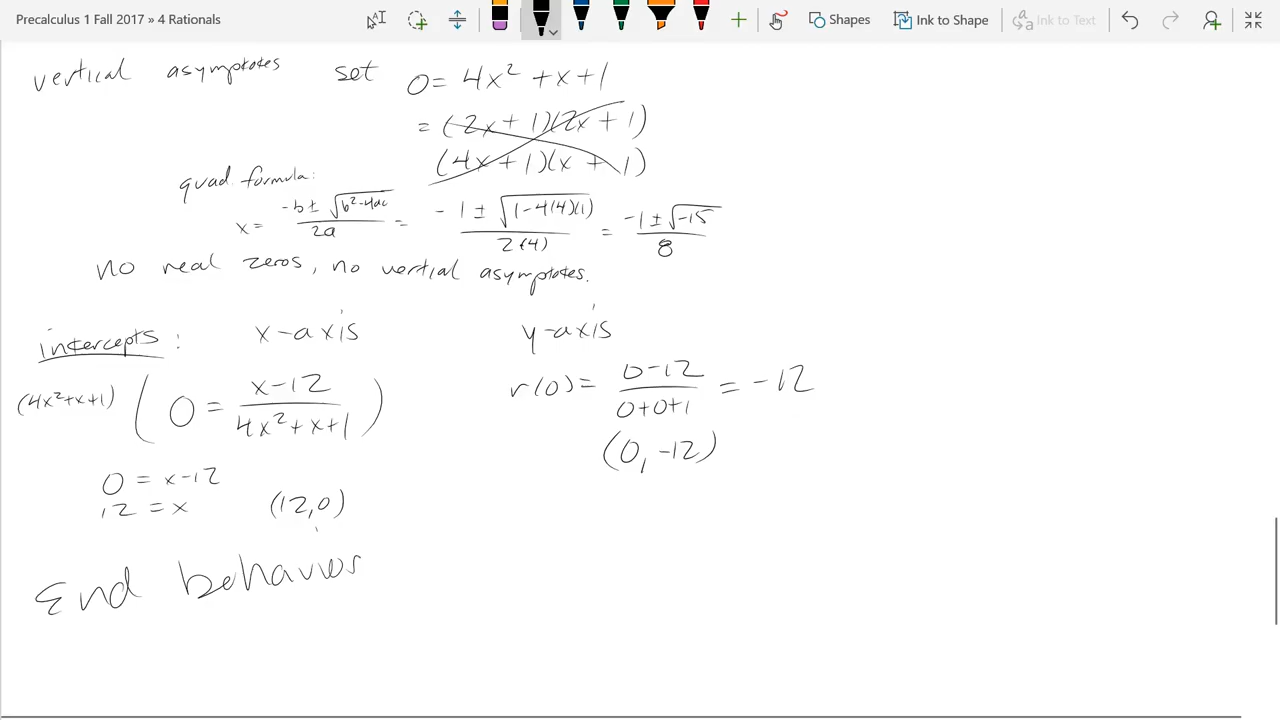 Precalculus 1 Fall 2017 » 4 Rationals
Shapes
Ink to Shape
Ink to Text
vertical asymptotes set 0 = 4x² + x + 1
= (2x + 1)(2x + 1)
(4x + 1)(x + 1)
quad. formula:
x = (-b ± √(b²-4ac))/2a = (-1 ± √(1-4(4)(1)))/2(4) = (-1 ± √-15)/8
no real zeros, no vertical asymptotes.
intercepts: x-axis y-axis
(4x²+x+1) (0 = (x-12)/(4x²+x+1)) r(0) = (0-12)/(0+0+1) = -12
(0, -12)
0 = x-12
12 = x (12,0)
End behavior